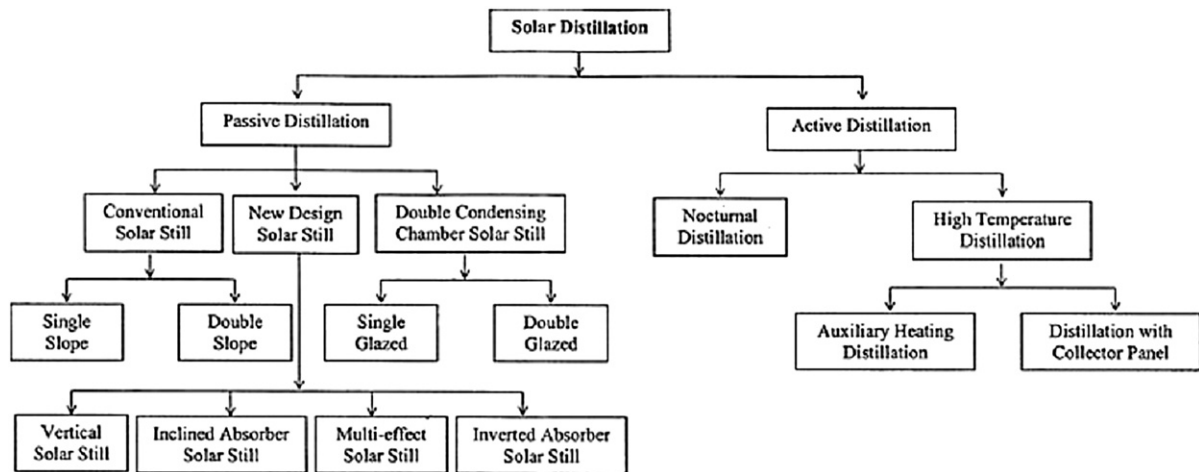 Solar Distillation
Passive Distillation
Active Distillation
Conventional
Solar Still
New Design
Solar Still
Double Condensing
Chamber Solar Still
Nocturnal
Distillation
High Temperature
Distillation
Single
Slope
Double
Slope
Single
Glazed
Double
Glazed
Auxiliary Heating
Distillation
Distillation with
Collector Panel
Vertical
Solar Still
Inclined Absorber
Solar Still
Multi-effect
Solar Still
Inverted Absorber
Solar Still